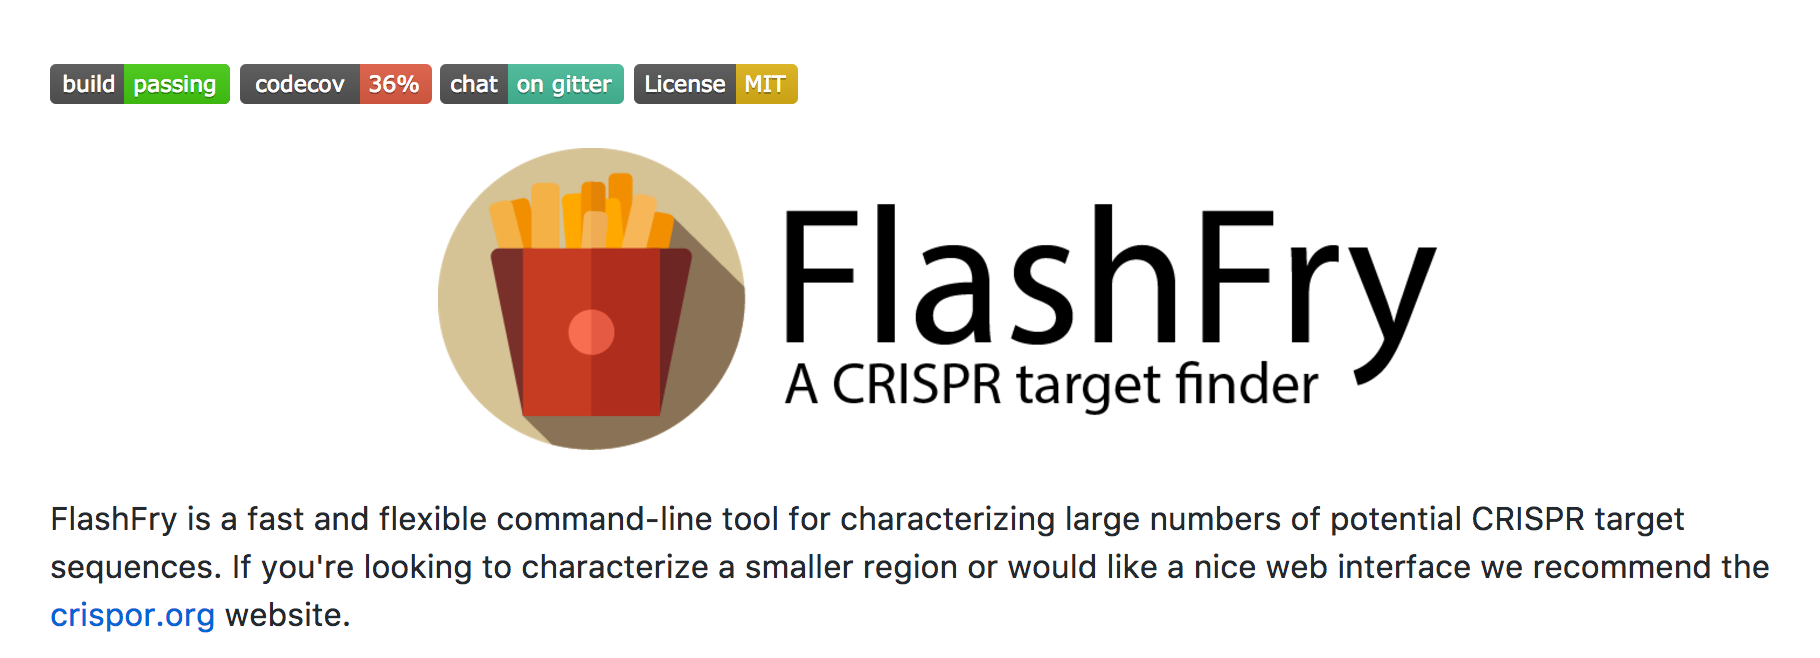 build passing codecov 36% chat on gitter License MIT
FlashFry
A CRISPR target finder
FlashFry is a fast and flexible command-line tool for characterizing large numbers of potential CRISPR target
sequences. If you're looking to characterize a smaller region or would like a nice web interface we recommend the
crispor.org website.